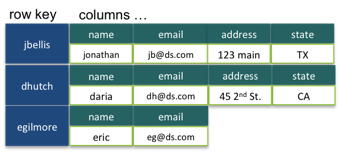 row key columns ...
name email address state
jbellis
jonathan jb@ds.com 123 main TX
name email address state
dhutch
daria dh@ds.com 45 2nd St. CA
name email
egilmore
eric eg@ds.com